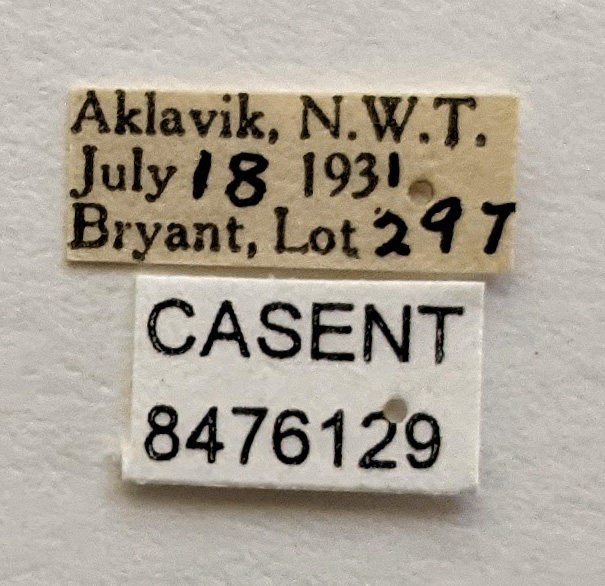 Aklavik, N.W.T.
July 18 1931
Bryant, Lot 297
CASENT
8476129